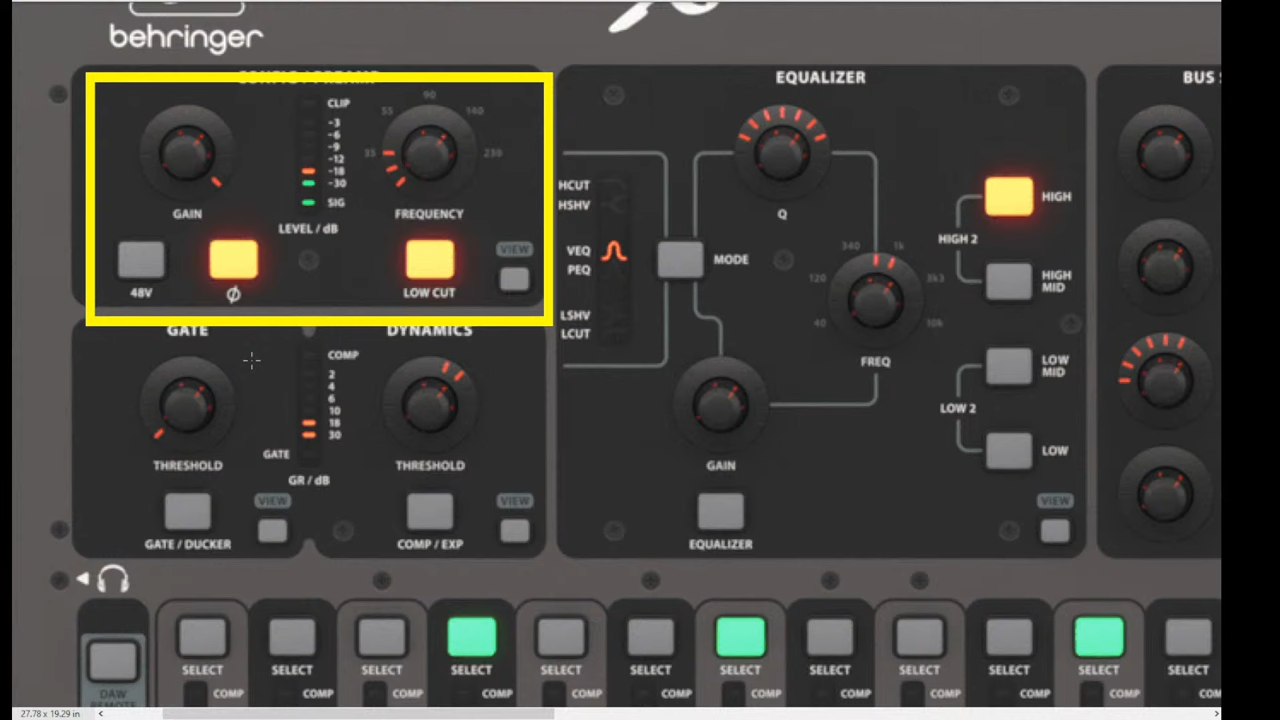 behringer
CONFIG / PREAMP
EQUALIZER
BUS S
90
55
140
35
230
CLIP
-3
-6
-9
-12
-18
-30
SIG
GAIN
LEVEL / dB
FREQUENCY
48V
Ø
LOW CUT
VIEW
HCUT
HSHV
VEQ
PEQ
LSHV
LCUT
MODE
Q
340
1k
120
3k3
40
10k
FREQ
GAIN
EQUALIZER
HIGH
HIGH 2
HIGH
MID
LOW
MID
LOW 2
LOW
VIEW
GATE
DYNAMICS
COMP
2
4
6
10
18
30
GATE
GR / dB
THRESHOLD
THRESHOLD
VIEW
VIEW
GATE / DUCKER
COMP / EXP
SELECT SELECT SELECT SELECT SELECT SELECT SELECT SELECT SELECT SELECT SELECT SELECT
COMP COMP COMP COMP COMP COMP COMP COMP COMP COMP COMP
DAW
REMOTE
27.78 x 19.29 in